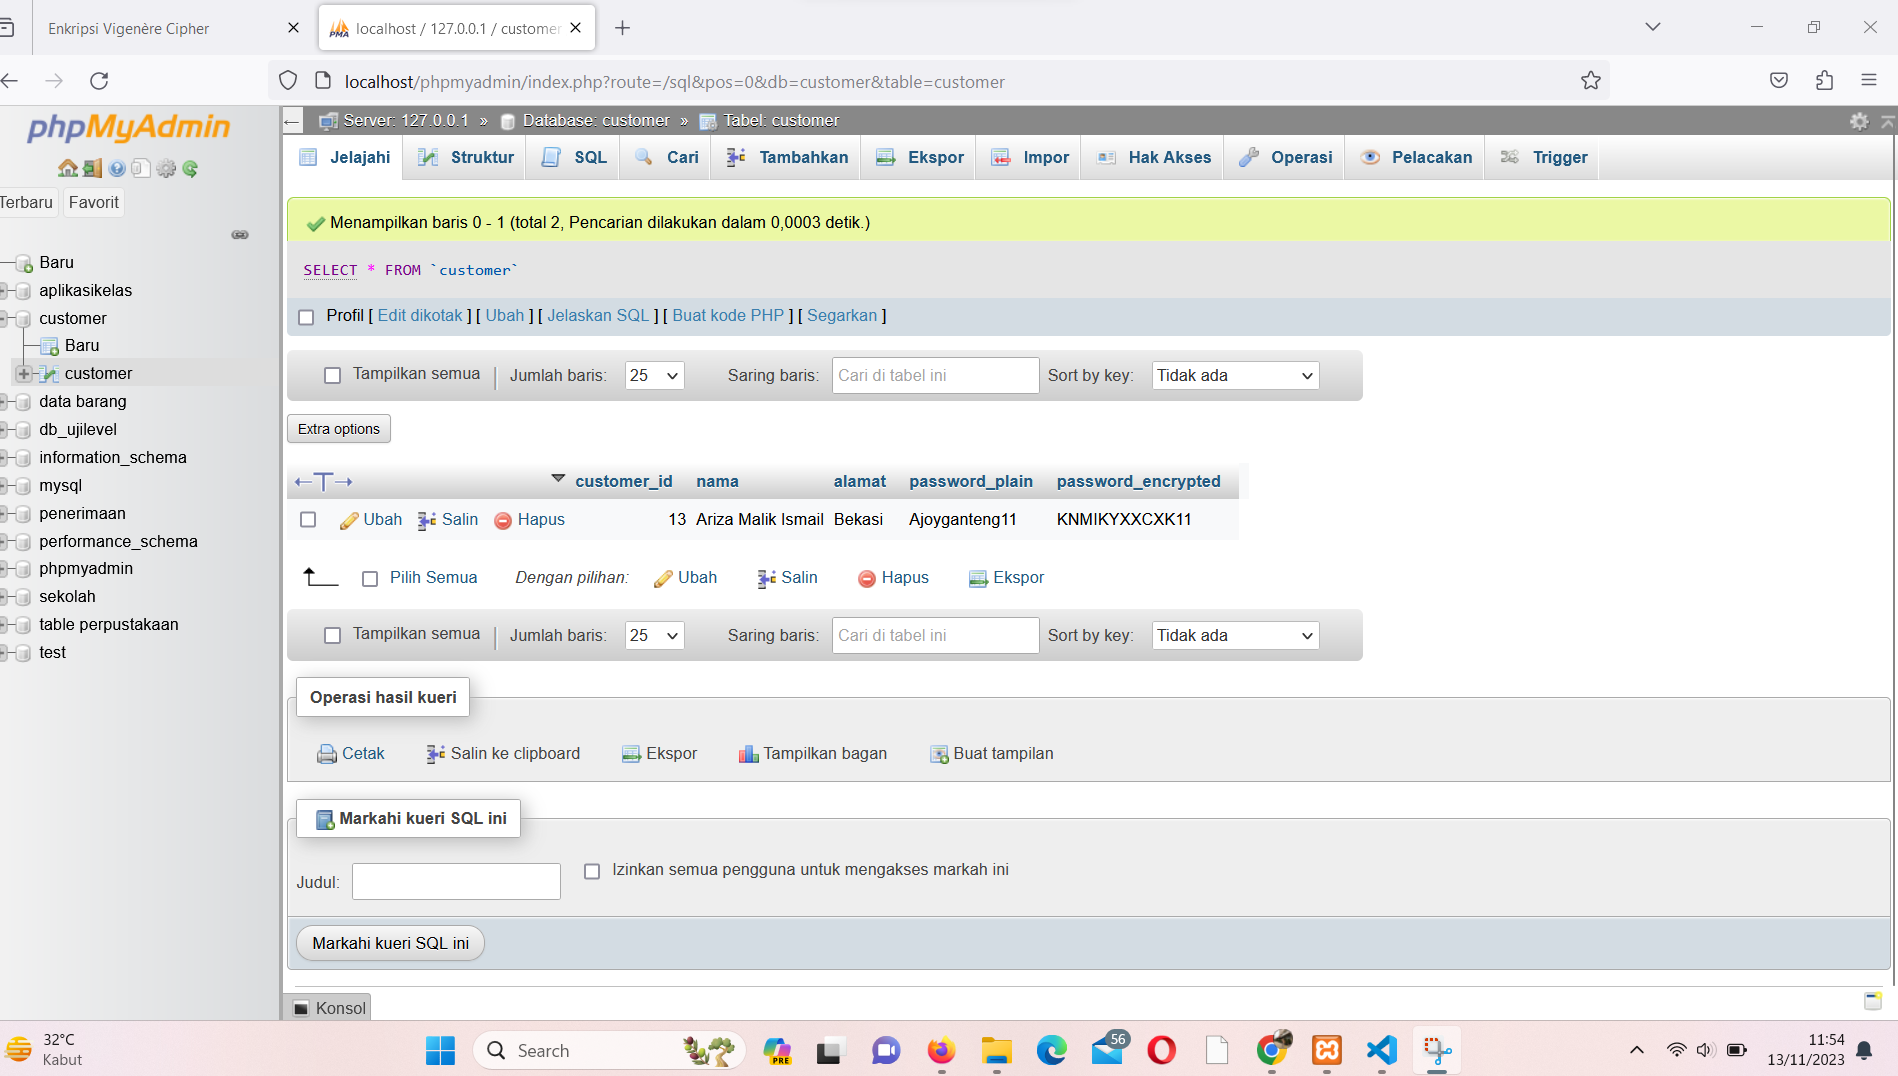 Enkripsi Vigenère Cipher
localhost / 127.0.0.1 / customer
localhost/phpmyadmin/index.php?route=/sql&pos=0&db=customer&table=customer
phpMyAdmin
Terbaru Favorit
Baru
aplikasikelas
customer
Baru
customer
data barang
db_ujilevel
information_schema
mysql
penerimaan
performance_schema
phpmyadmin
sekolah
table perpustakaan
test
Server: 127.0.0.1 » Database: customer » Tabel: customer
Jelajahi Struktur SQL Cari Tambahkan Ekspor Impor Hak Akses Operasi Pelacakan Trigger
Menampilkan baris 0 - 1 (total 2, Pencarian dilakukan dalam 0,0003 detik.)
SELECT * FROM `customer`
Profil [ Edit dikotak ] [ Ubah ] [ Jelaskan SQL ] [ Buat kode PHP ] [ Segarkan ]
Tampilkan semua | Jumlah baris: 25 Saring baris: Cari di tabel ini Sort by key: Tidak ada
Extra options
←T→ customer_id nama alamat password_plain password_encrypted
Ubah Salin Hapus 13 Ariza Malik Ismail Bekasi Ajoyganteng11 KNMIKYXXCXK11
Pilih Semua Dengan pilihan: Ubah Salin Hapus Ekspor
Tampilkan semua | Jumlah baris: 25 Saring baris: Cari di tabel ini Sort by key: Tidak ada
Operasi hasil kueri
Cetak Salin ke clipboard Ekspor Tampilkan bagan Buat tampilan
Markahi kueri SQL ini
Judul: Izinkan semua pengguna untuk mengakses markah ini
Markahi kueri SQL ini
Konsol
32°C
Kabut
Search
PRE
56
11:54
13/11/2023